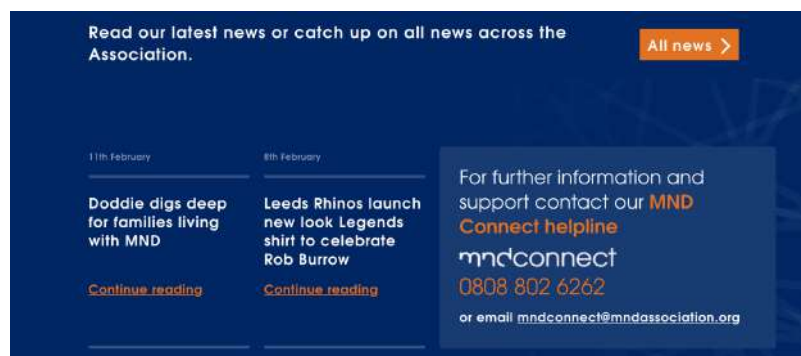 Read our latest news or catch up on all news across the
Association.
All news
11th February
8th February
Doddie digs deep
for families living
with MND
Continue reading
Leeds Rhinos launch
new look Legends
shirt to celebrate
Rob Burrow
Continue reading
For further information and
support contact our MND
Connect helpline
mndconnect
0808 802 6262
or email mndconnect@mndassociation.org